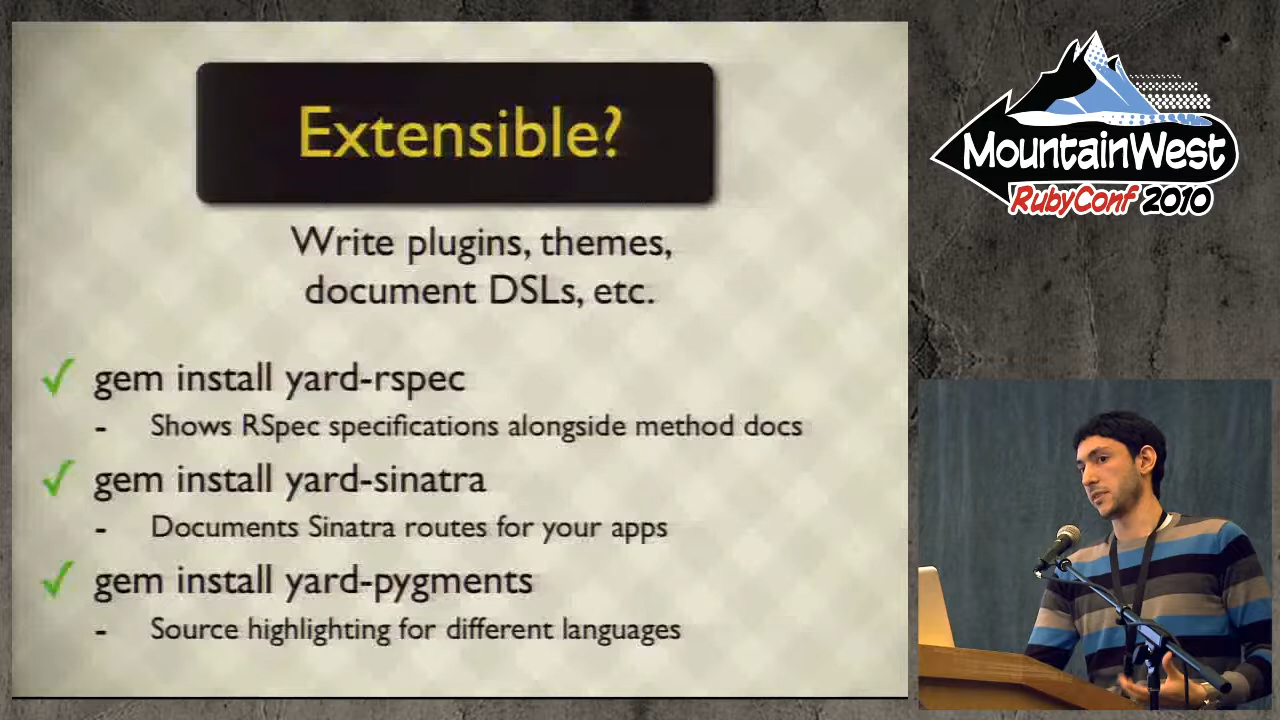 Extensible?
Write plugins, themes,
document DSLs, etc.
✓ gem install yard-rspec
- Shows RSpec specifications alongside method docs
✓ gem install yard-sinatra
- Documents Sinatra routes for your apps
✓ gem install yard-pygments
- Source highlighting for different languages
MountainWest
RubyConf 2010